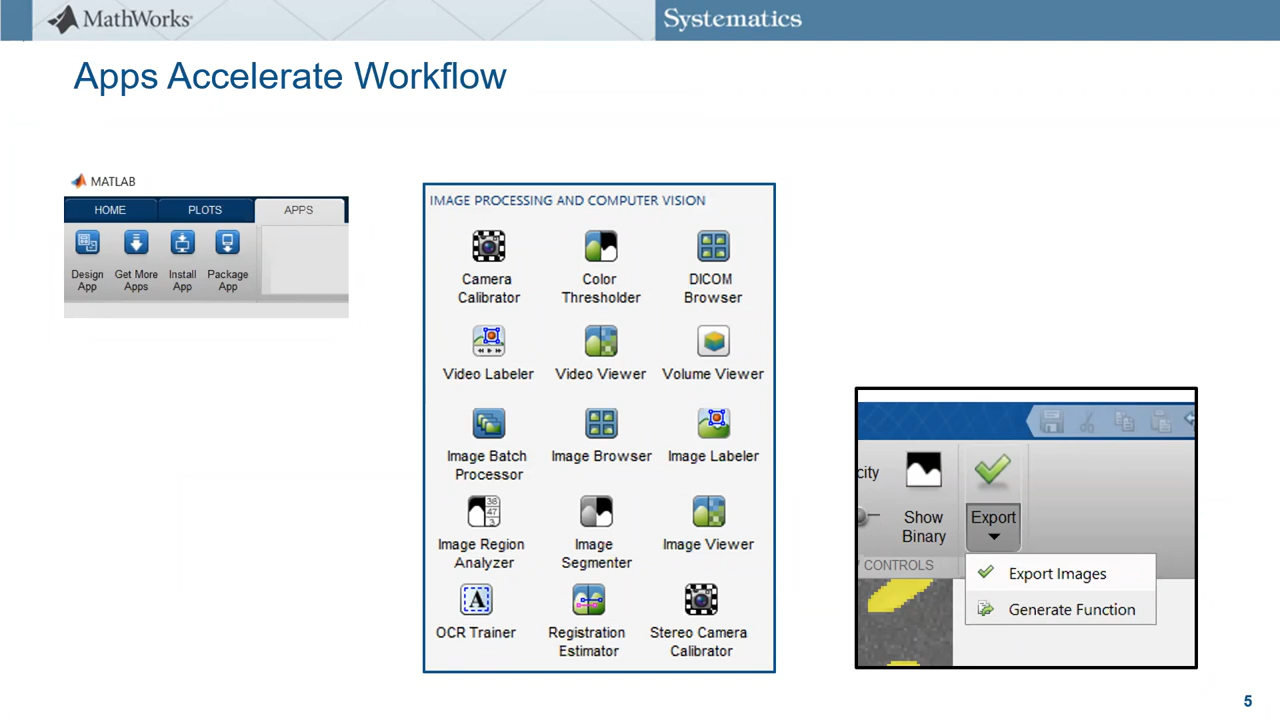 MathWorks®
Systematics
Apps Accelerate Workflow
MATLAB
HOME PLOTS APPS
Design App
Get More Apps
Install App
Package App
IMAGE PROCESSING AND COMPUTER VISION
Camera Calibrator
Color Thresholder
DICOM Browser
Video Labeler
Video Viewer
Volume Viewer
Image Batch Processor
Image Browser
Image Labeler
38
47
3
Image Region Analyzer
Image Segmenter
Image Viewer
A
OCR Trainer
Registration Estimator
Stereo Camera Calibrator
city
Show Binary
Export
CONTROLS
Export Images
Generate Function
5